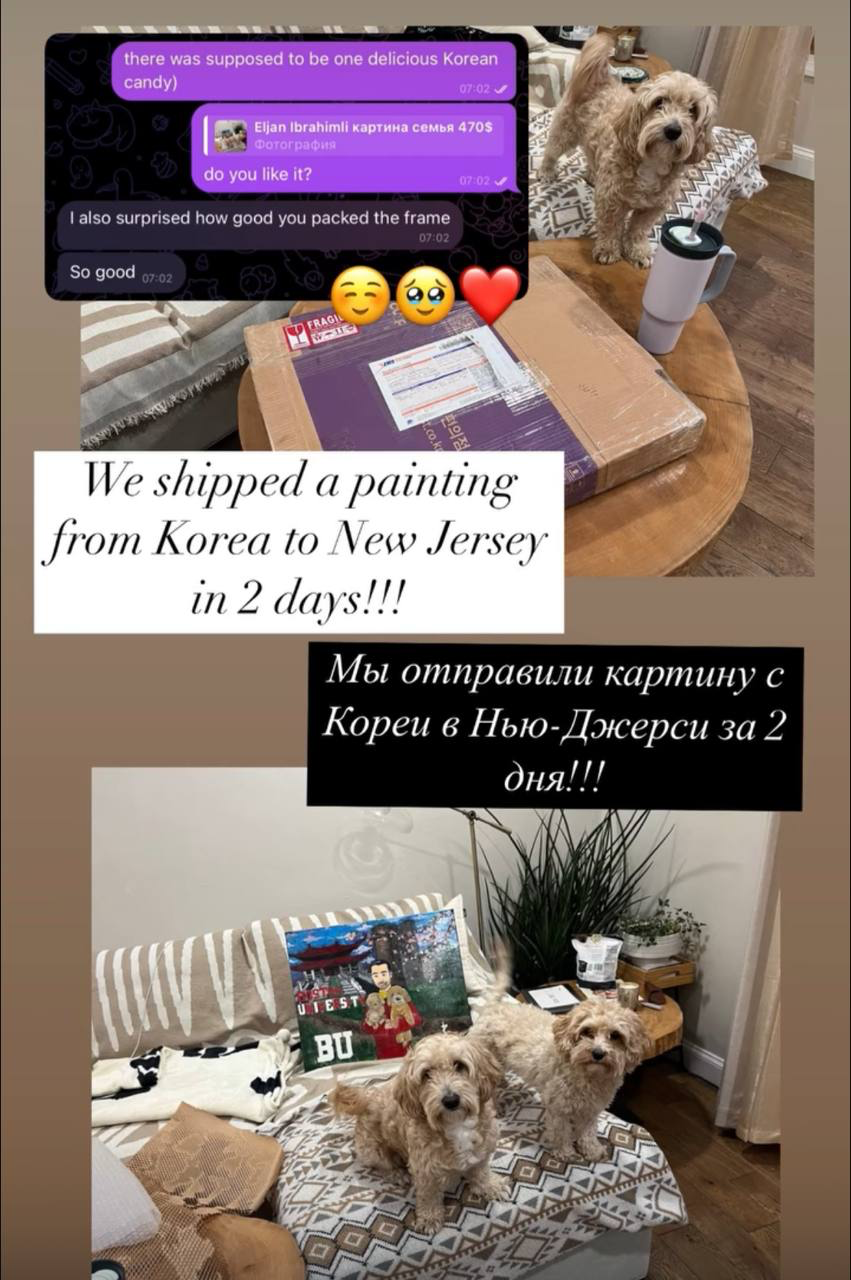 there was supposed to be one delicious Korean
candy)
07:02
Eljan Ibrahimli картина семья 470$
Фотография
do you like it?
07:02
I also surprised how good you packed the frame
07:02
So good 07:02
FRAGILE
We shipped a painting
from Korea to New Jersey
in 2 days!!!
Мы отправили картину с
Кореи в Нью-Джерси за 2
дня!!!
BOSTON
UNIVERSITY
BU